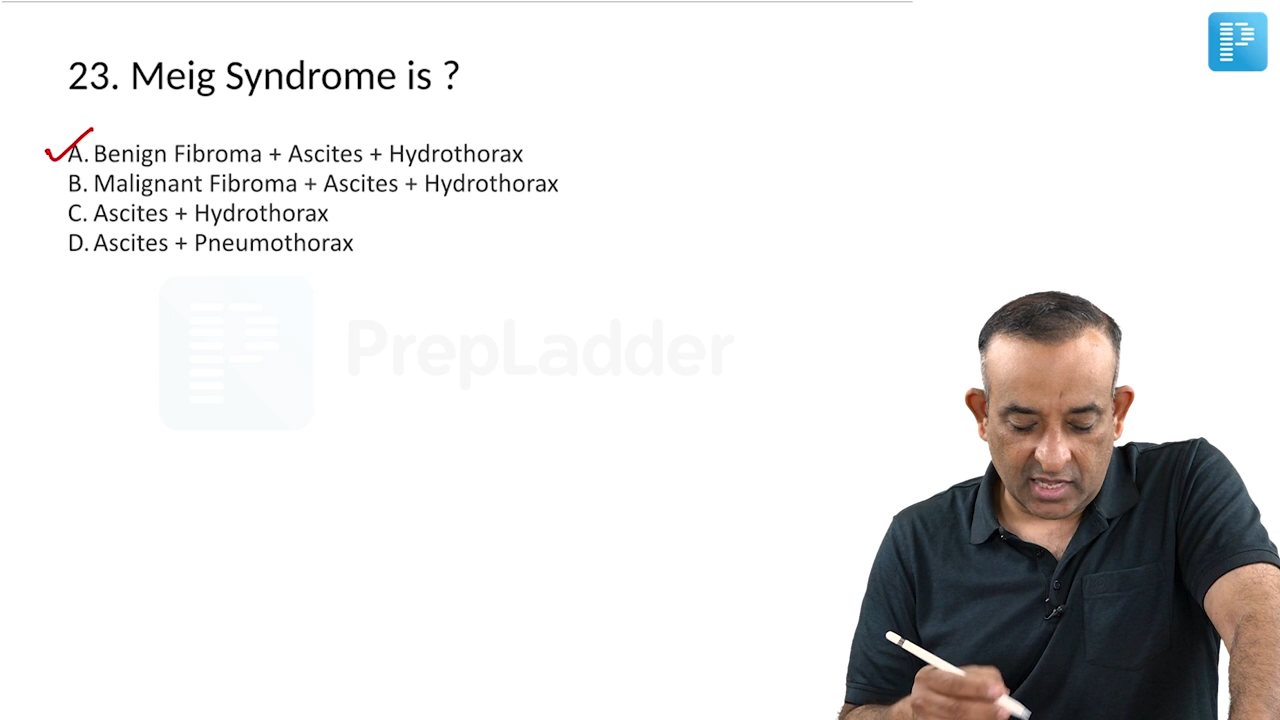 23. Meig Syndrome is ?
A. Benign Fibroma + Ascites + Hydrothorax
B. Malignant Fibroma + Ascites + Hydrothorax
C. Ascites + Hydrothorax
D. Ascites + Pneumothorax
PrepLadder